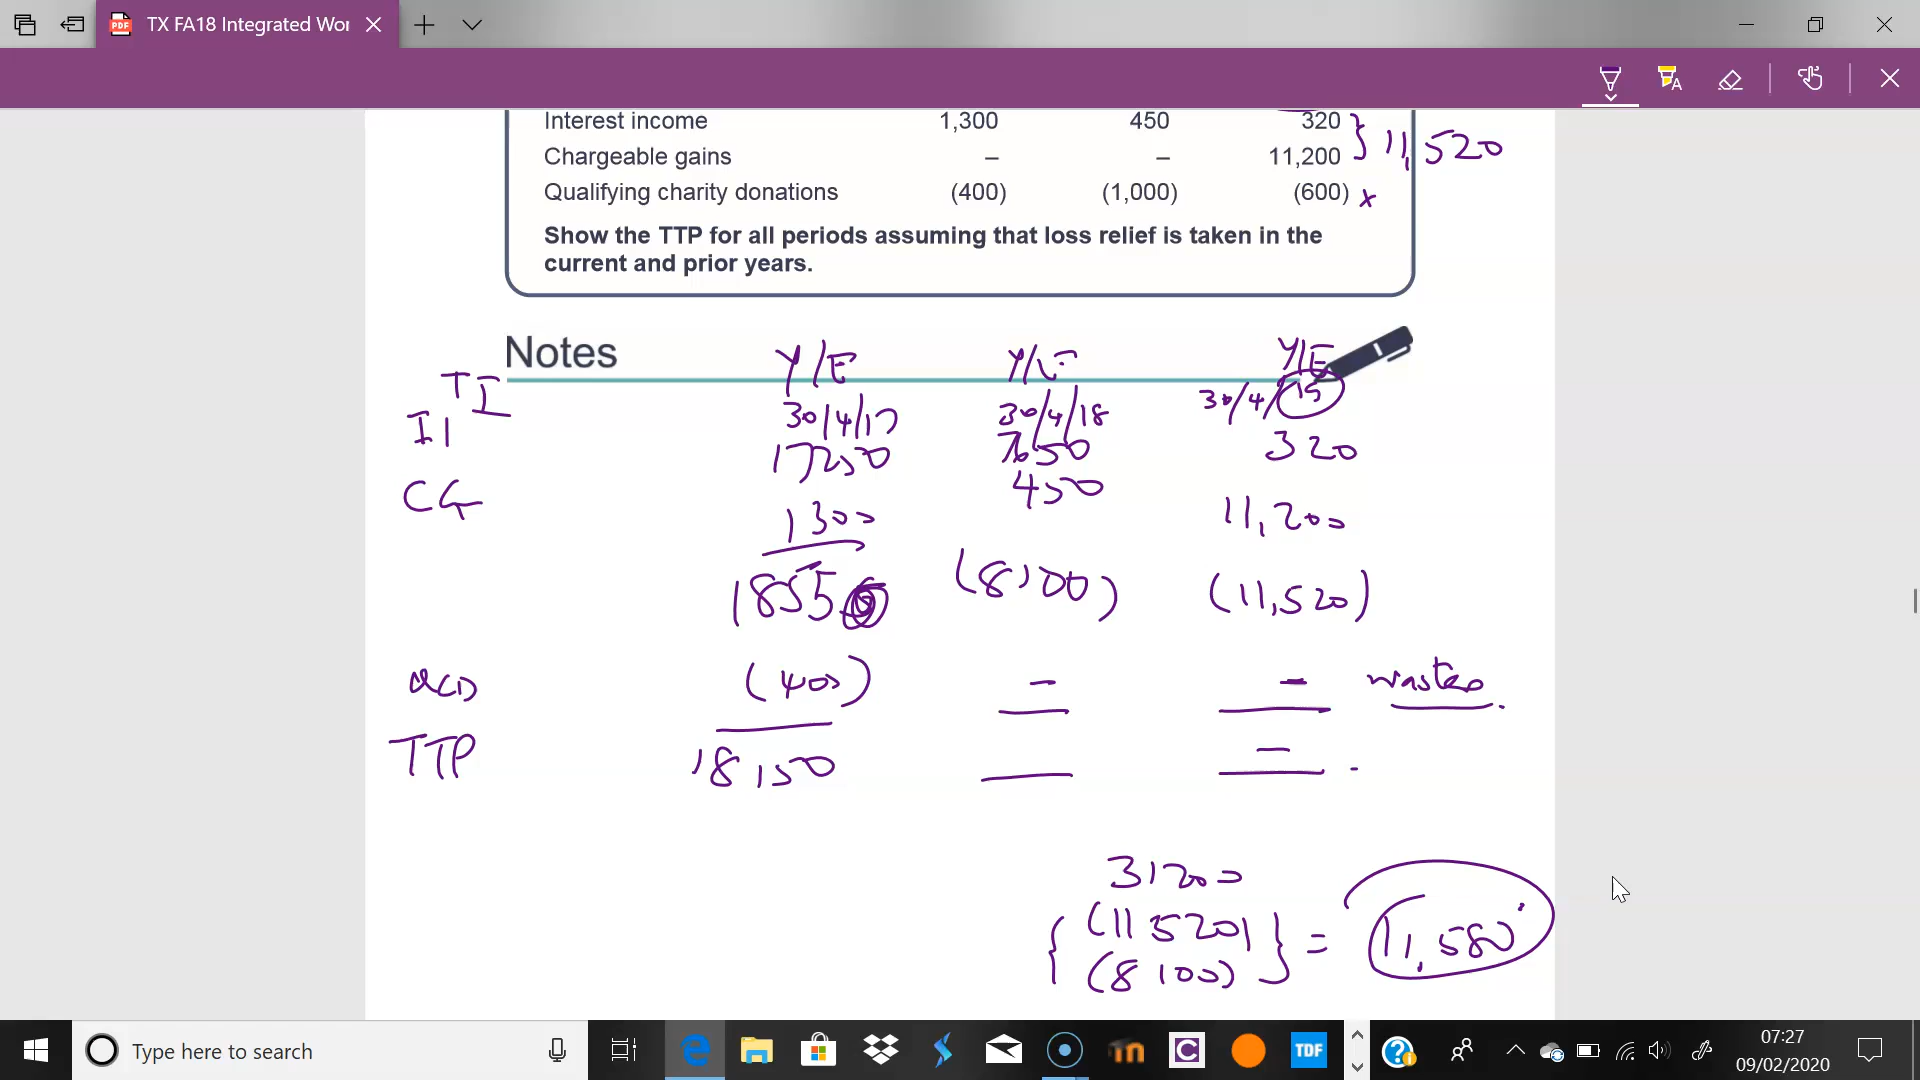 TX FA18 Integrated Wor
Interest income 1,300 450 320 } 11,520
Chargeable gains – – 11,200
Qualifying charity donations (400) (1,000) (600) x
Show the TTP for all periods assuming that loss relief is taken in the
current and prior years.
Notes Y/E Y/E Y/E
TI 30/4/17 30/4/18 30/4/19
II 17250 7650 320
450
CG 1300 11,200
18550 (8,100) (11,520)
QCD (400) – – wasted.
TTP 18150 –
31200
{ (11520) } = 11,580
(8100)
Type here to search
TDF
07:27
09/02/2020